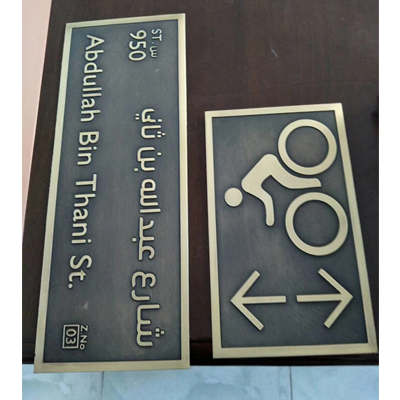 شارع عبدالله بن ثاني
ST. س
950
Abdullah Bin Thani St.
Z.No
03